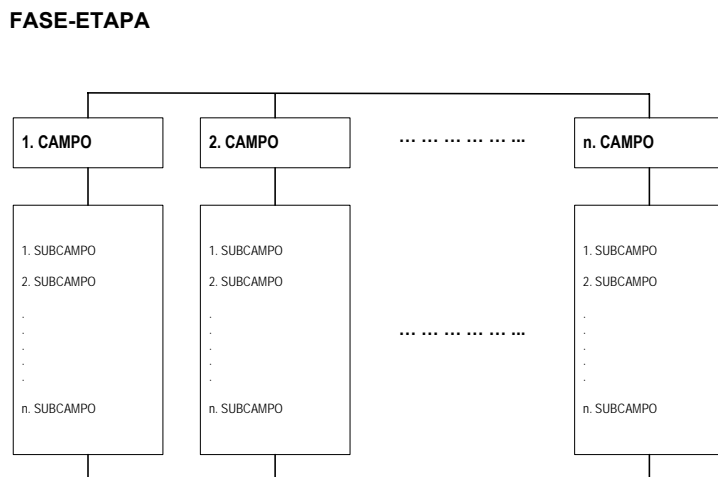 FASE-ETAPA
1. CAMPO
2. CAMPO
… … … … … ...
n. CAMPO
1. SUBCAMPO
2. SUBCAMPO
.
.
.
.
.
n. SUBCAMPO
1. SUBCAMPO
2. SUBCAMPO
.
.
.
.
.
n. SUBCAMPO
… … … … … ...
1. SUBCAMPO
2. SUBCAMPO
.
.
.
.
.
n. SUBCAMPO